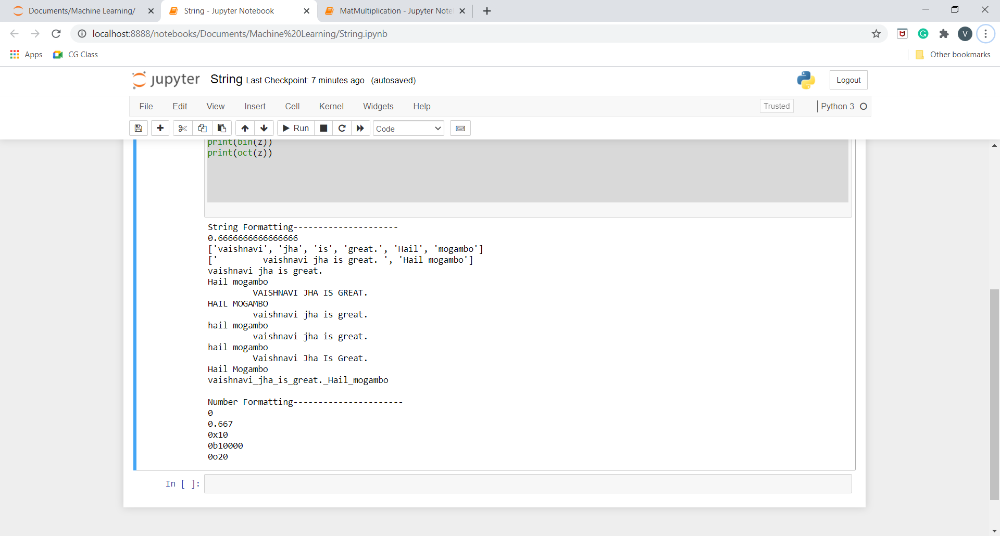 Documents/Machine Learning/
String - Jupyter Notebook
MatMultiplication - Jupyter Note
localhost:8888/notebooks/Documents/Machine%20Learning/String.ipynb
V
Apps
CG Class
Other bookmarks
jupyter String Last Checkpoint: 7 minutes ago (autosaved)
Logout
File Edit View Insert Cell Kernel Widgets Help
Trusted
Python 3
Run
Code
print(bin(z))
print(oct(z))
String Formatting---------------------
0.6666666666666666
['vaishnavi', 'jha', 'is', 'great.', 'Hail', 'mogambo']
['         vaishnavi jha is great. ', 'Hail mogambo']
vaishnavi jha is great.
Hail mogambo
         VAISHNAVI JHA IS GREAT.
HAIL MOGAMBO
         vaishnavi jha is great.
hail mogambo
         vaishnavi jha is great.
hail mogambo
         Vaishnavi Jha Is Great.
Hail Mogambo
vaishnavi_jha_is_great._Hail_mogambo
Number Formatting----------------------
0
0.667
0x10
0b10000
0o20
In [ ]: